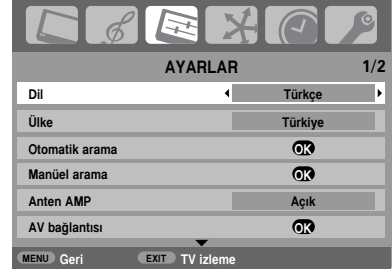 AYARLAR 1/2
Dil Türkçe
Ülke Türkiye
Otomatik arama OK
Manüel arama OK
Anten AMP Açık
AV bağlantısı OK
MENU Geri EXIT TV izleme